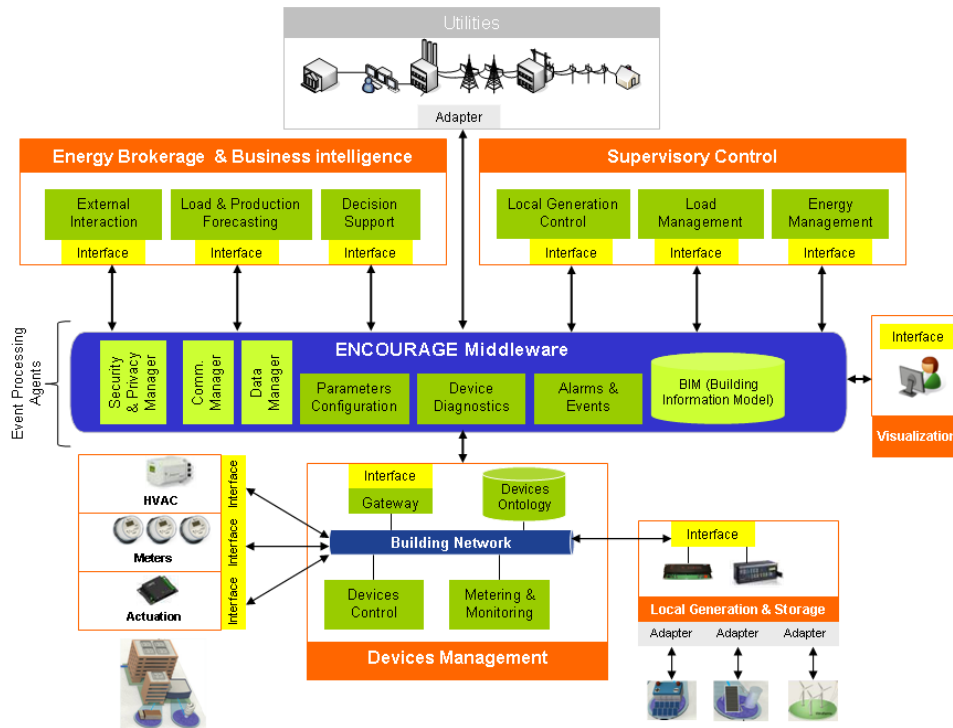 Utilities
Adapter
Energy Brokerage & Business intelligence
External
Interaction
Interface
Load & Production
Forecasting
Interface
Decision
Support
Interface
Supervisory Control
Local Generation
Control
Interface
Load
Management
Interface
Energy
Management
Interface
Event Processing
Agents
ENCOURAGE Middleware
Security
& Privacy
Manager
Comm.
Manager
Data
Manager
Parameters
Configuration
Device
Diagnostics
Alarms &
Events
BIM (Building
Information Model)
Interface
Visualization
HVAC
Interface
Meters
Interface
Actuation
Interface
Interface
Gateway
Devices
Ontology
Building Network
Devices
Control
Metering &
Monitoring
Devices Management
Interface
Local Generation & Storage
Adapter
Adapter
Adapter